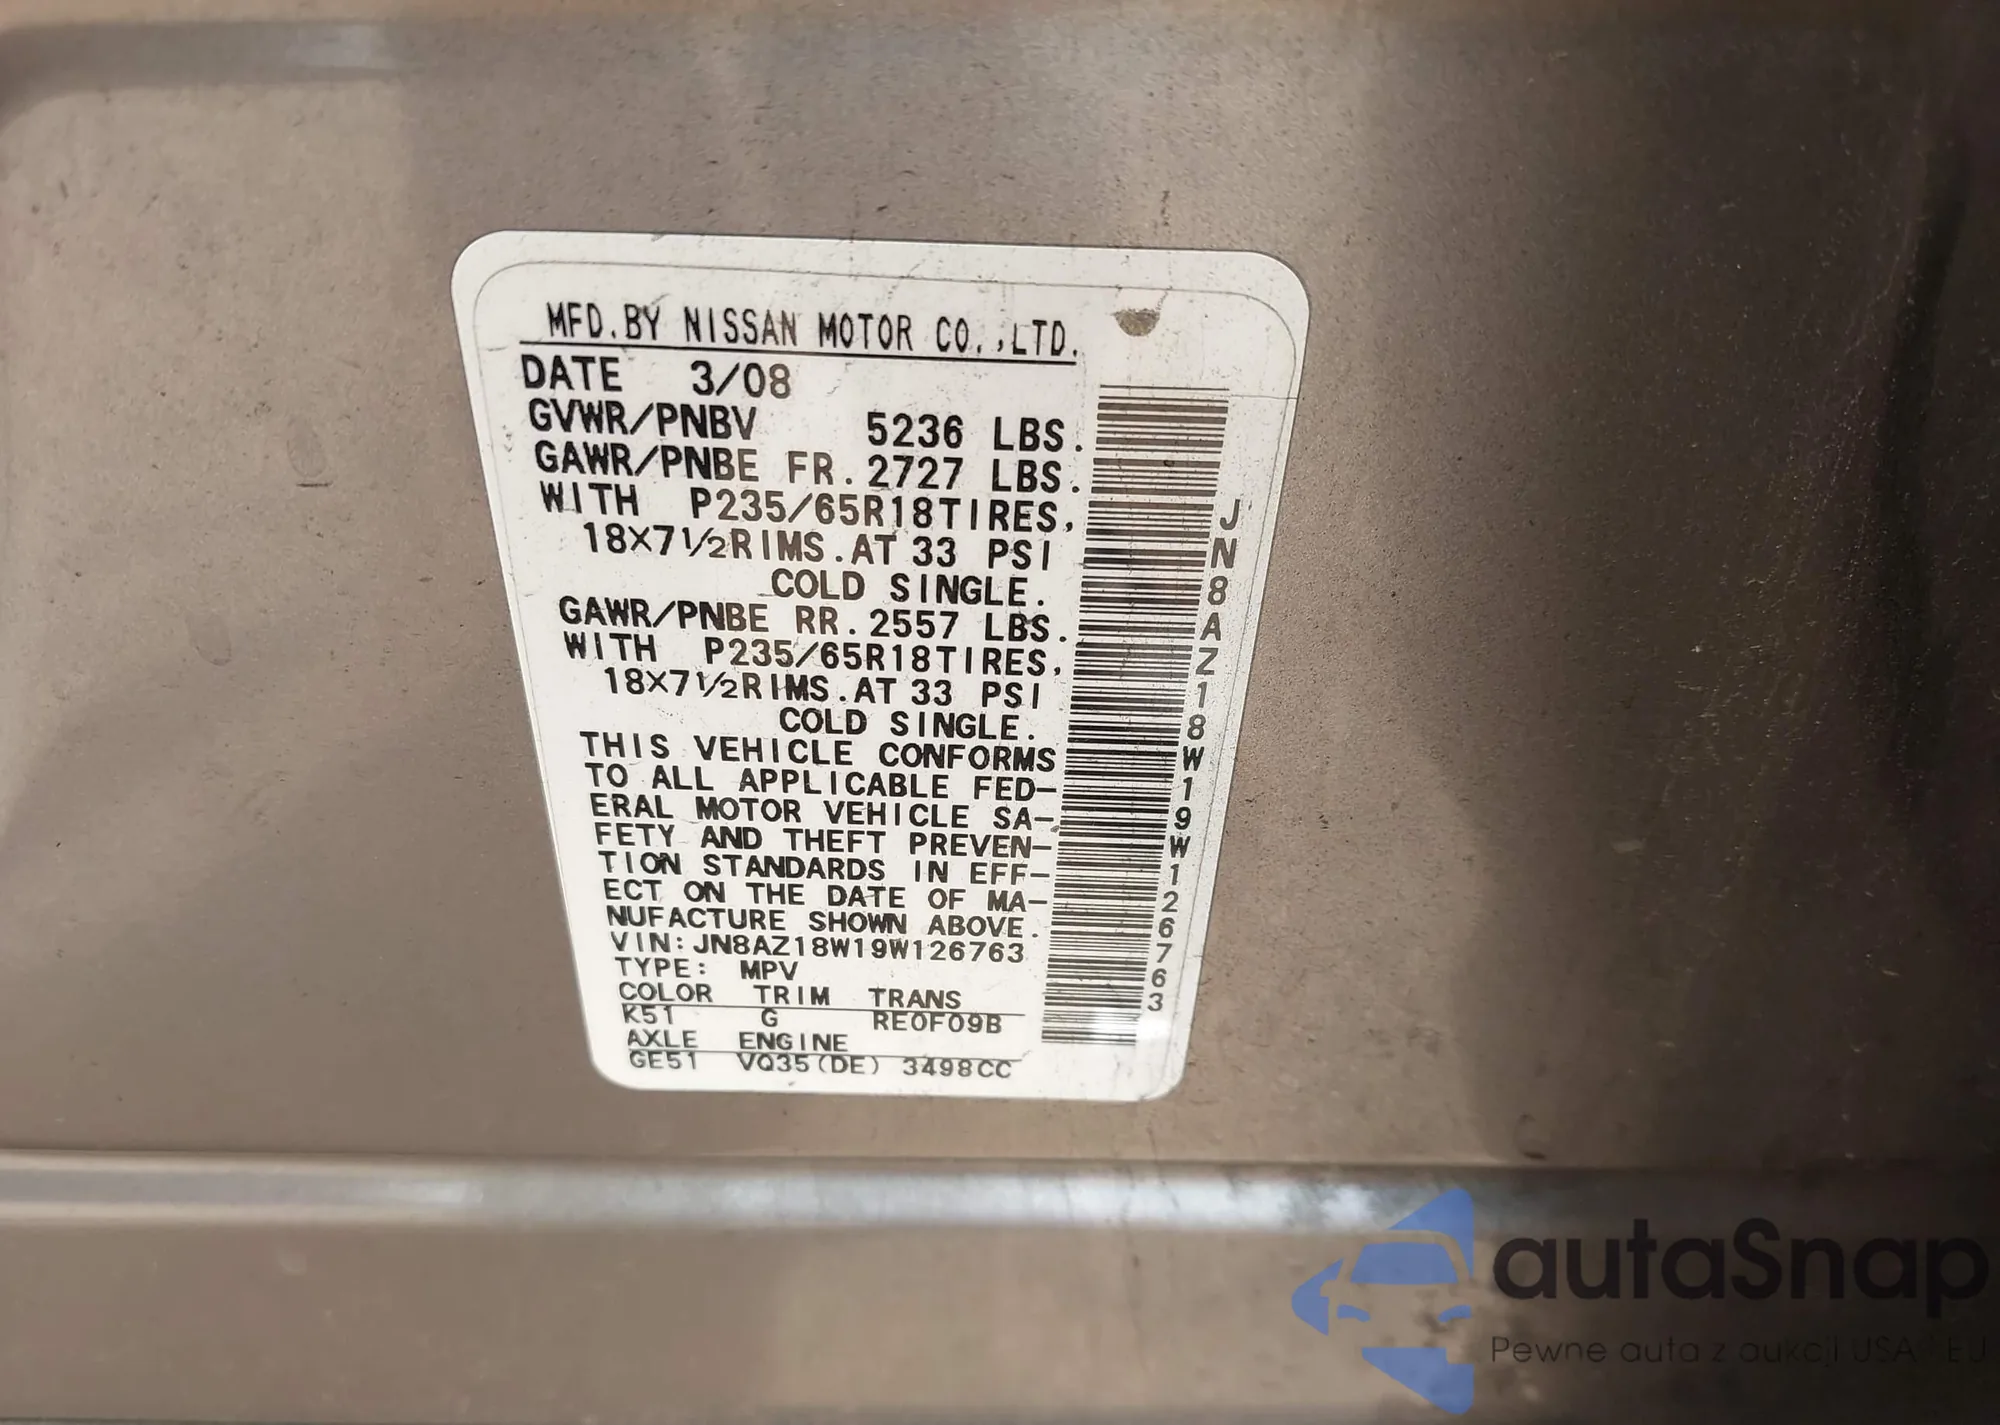 MFD.BY NISSAN MOTOR CO.,LTD.
DATE 3/08
GVWR/PNBV 5236 LBS.
GAWR/PNBE FR. 2727 LBS.
WITH P235/65R18TIRES,
18X7 1/2RIMS.AT 33 PSI
COLD SINGLE.
GAWR/PNBE RR. 2557 LBS.
WITH P235/65R18TIRES,
18X7 1/2RIMS.AT 33 PSI
COLD SINGLE.
THIS VEHICLE CONFORMS
TO ALL APPLICABLE FED-
ERAL MOTOR VEHICLE SA-
FETY AND THEFT PREVEN-
TION STANDARDS IN EFF-
ECT ON THE DATE OF MA-
NUFACTURE SHOWN ABOVE.
VIN:JN8AZ18W19W126763
TYPE: MPV
COLOR TRIM TRANS
K51 G RE0F09B
AXLE ENGINE
GE51 VQ35(DE) 3498CC
JN8AZ18W19W126763
autaSnap
Pewne auta z aukcji USA i EU